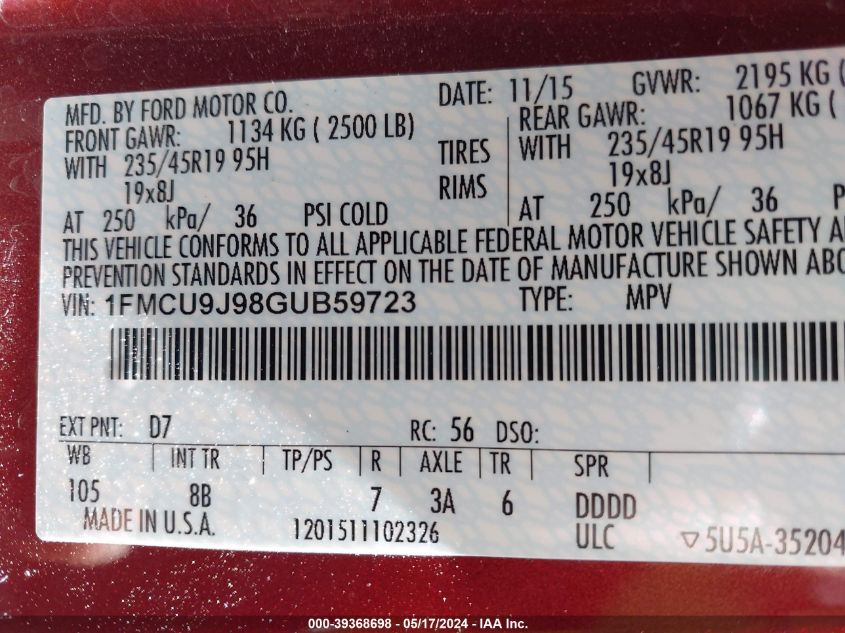 MFD. BY FORD MOTOR CO. DATE: 11/15 GVWR: 2195 KG (
FRONT GAWR: 1134 KG ( 2500 LB) REAR GAWR: 1067 KG (
WITH 235/45R19 95H TIRES WITH 235/45R19 95H
19x8J RIMS 19x8J
AT 250 kPa/ 36 PSI COLD AT 250 kPa/ 36 P
THIS VEHICLE CONFORMS TO ALL APPLICABLE FEDERAL MOTOR VEHICLE SAFETY A
PREVENTION STANDARDS IN EFFECT ON THE DATE OF MANUFACTURE SHOWN ABO
VIN: 1FMCU9J98GUB59723 TYPE: MPV
EXT PNT: D7 RC: 56 DSO:
WB INT TR TP/PS R AXLE TR SPR
105 8B 7 3A 6 DDDD
MADE IN U.S.A. 1201511102326 ULC ▽5U5A-35204
000-39368698 - 05/17/2024 - IAA Inc.